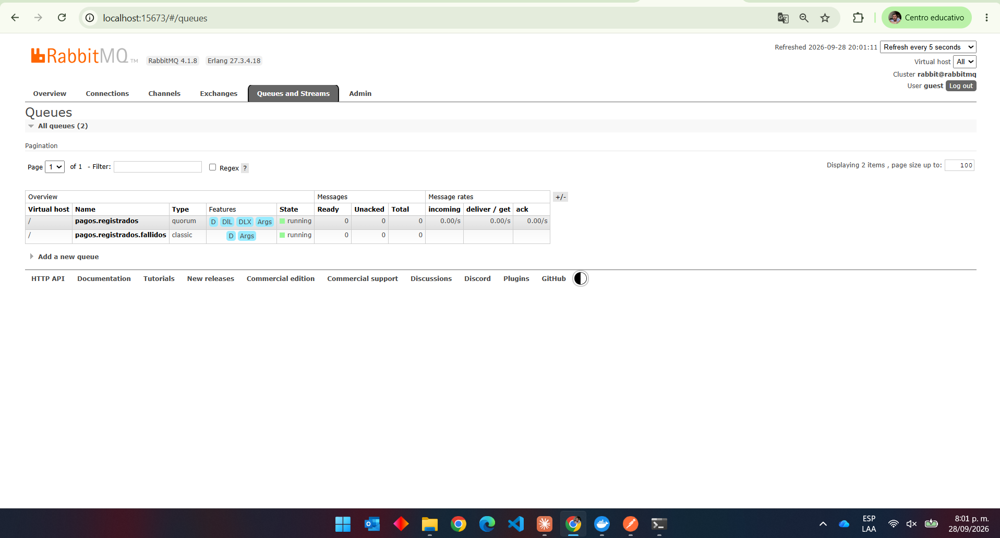 localhost:15673/#/queues
Centro educativo
RabbitMQ TM
RabbitMQ 4.1.8
Erlang 27.3.4.18
Refreshed 2026-09-28 20:01:11
Refresh every 5 seconds
Virtual host All
Cluster rabbit@rabbitmq
User guest Log out
Overview Connections Channels Exchanges Queues and Streams Admin
Queues
All queues (2)
Pagination
Page 1 of 1 - Filter: Regex ?
Displaying 2 items , page size up to: 100
Overview Messages Message rates +/-
Virtual host Name Type Features State Ready Unacked Total incoming deliver / get ack
/ pagos.registrados quorum D DlL DLX Args running 0 0 0 0.00/s 0.00/s 0.00/s
/ pagos.registrados.fallidos classic D Args running 0 0 0
Add a new queue
HTTP API Documentation Tutorials New releases Commercial edition Commercial support Discussions Discord Plugins GitHub
ESP
LAA
8:01 p. m.
28/09/2026